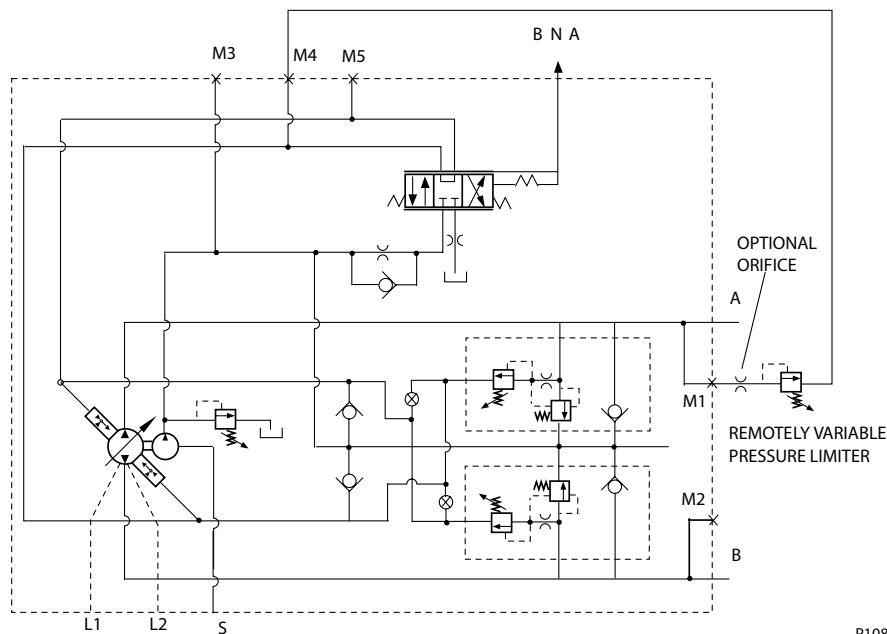 M3
M4
M5
B N A
OPTIONAL
ORIFICE
A
M1
REMOTELY VARIABLE
PRESSURE LIMITER
M2
B
L1
L2
S